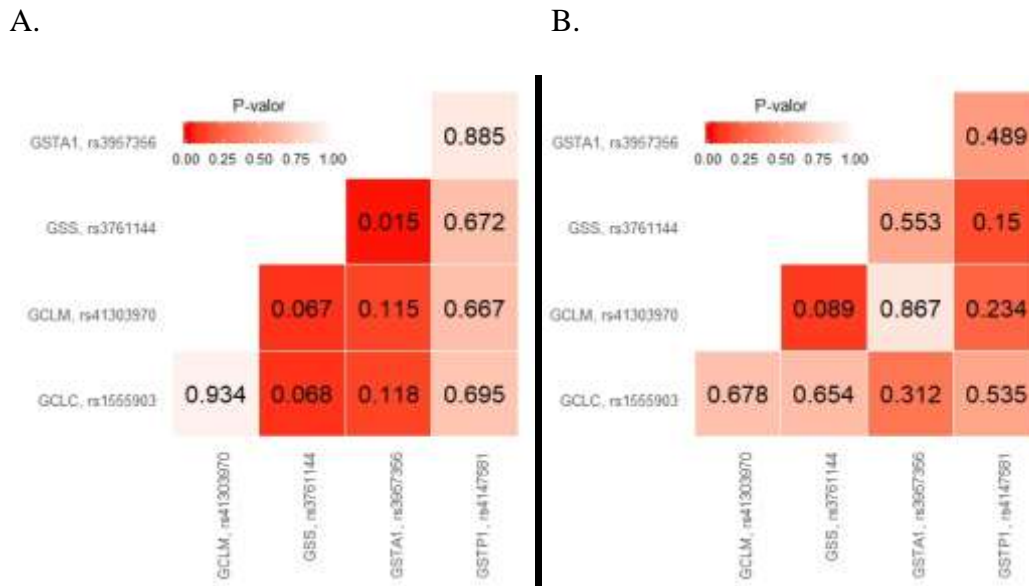 A.
B.
P-valor
0.00 0.25 0.50 0.75 1.00
GSTA1, rs3957356
0.885
GSS, rs3761144
0.015 0.672
GCLM, rs41303970
0.067 0.115 0.667
GCLC, rs1555903
0.934 0.068 0.118 0.695
GCLM, rs41303970
GSS, rs3761144
GSTA1, rs3957356
GSTP1, rs4147581
P-valor
0.00 0.25 0.50 0.75 1.00
GSTA1, rs3957356
0.489
GSS, rs3761144
0.553 0.15
GCLM, rs41303970
0.089 0.867 0.234
GCLC, rs1555903
0.678 0.654 0.312 0.535
GCLM, rs41303970
GSS, rs3761144
GSTA1, rs3957356
GSTP1, rs4147581